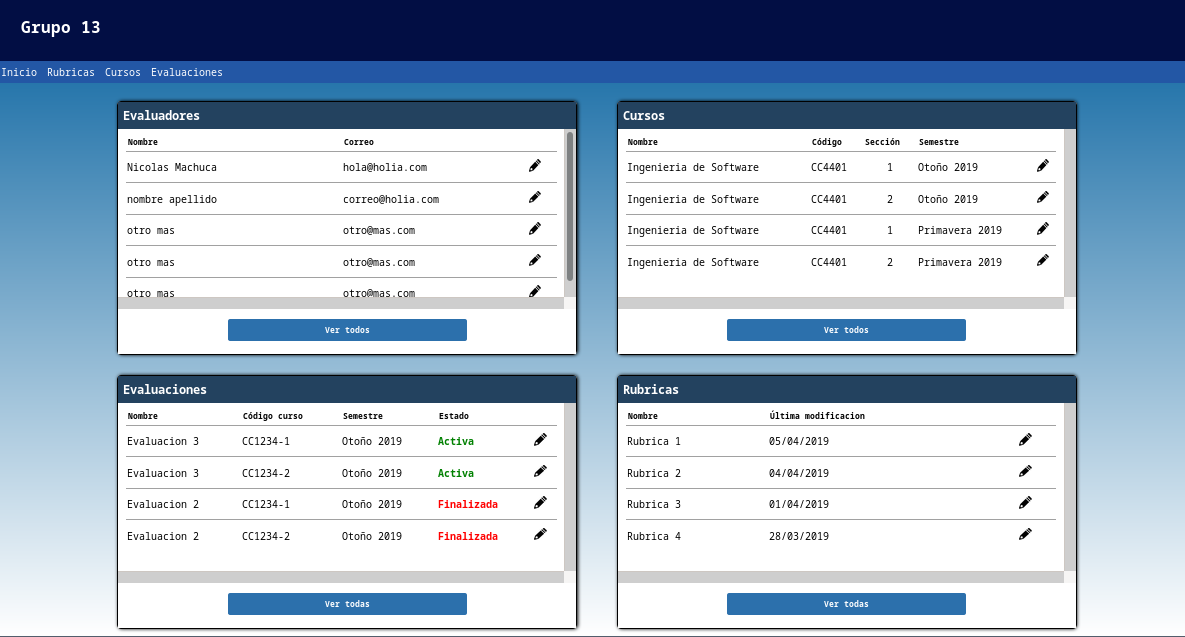 Grupo 13
Inicio Rubricas Cursos Evaluaciones
Evaluadores
Nombre Correo
Nicolas Machuca hola@holia.com
nombre apellido correo@holia.com
otro mas otro@mas.com
otro mas otro@mas.com
otro mas otro@mas.com
Ver todos
Cursos
Nombre Código Sección Semestre
Ingenieria de Software CC4401 1 Otoño 2019
Ingenieria de Software CC4401 2 Otoño 2019
Ingenieria de Software CC4401 1 Primavera 2019
Ingenieria de Software CC4401 2 Primavera 2019
Ver todos
Evaluaciones
Nombre Código curso Semestre Estado
Evaluacion 3 CC1234-1 Otoño 2019 Activa
Evaluacion 3 CC1234-2 Otoño 2019 Activa
Evaluacion 2 CC1234-1 Otoño 2019 Finalizada
Evaluacion 2 CC1234-2 Otoño 2019 Finalizada
Ver todas
Rubricas
Nombre Última modificacion
Rubrica 1 05/04/2019
Rubrica 2 04/04/2019
Rubrica 3 01/04/2019
Rubrica 4 28/03/2019
Ver todas